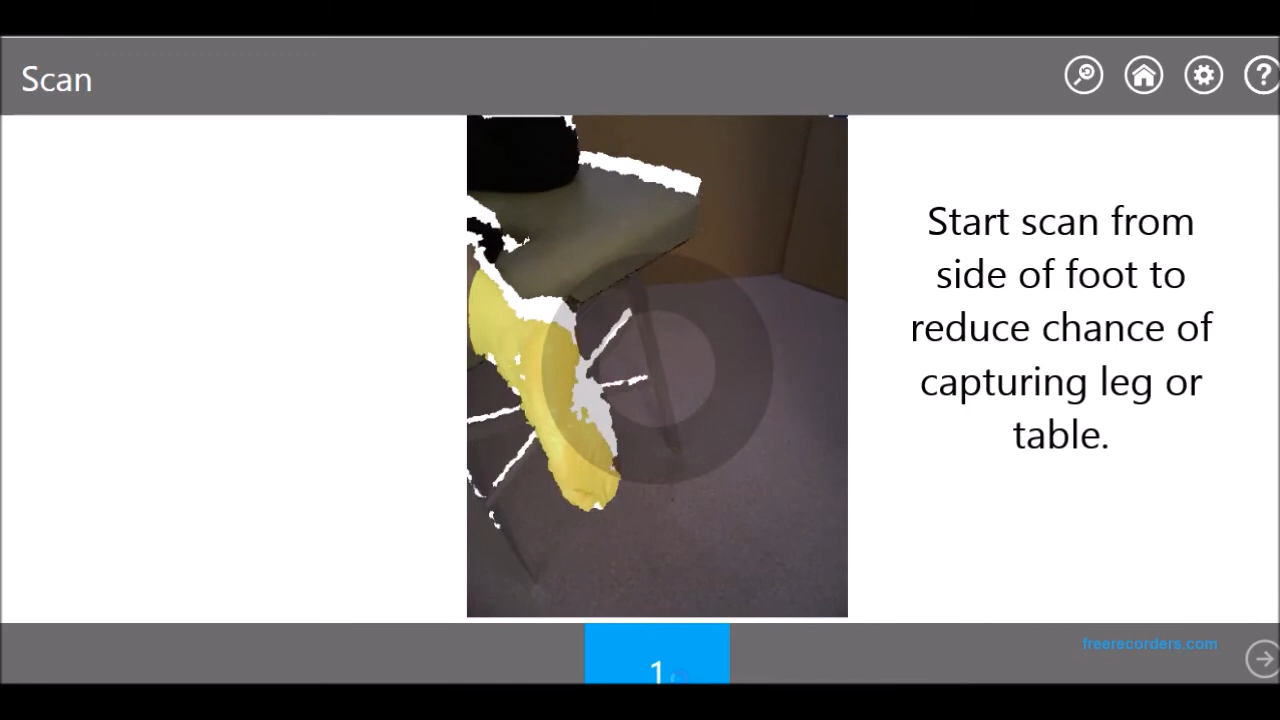 Scan
?
Start scan from
side of foot to
reduce chance of
capturing leg or
table.
1
freerecorders.com